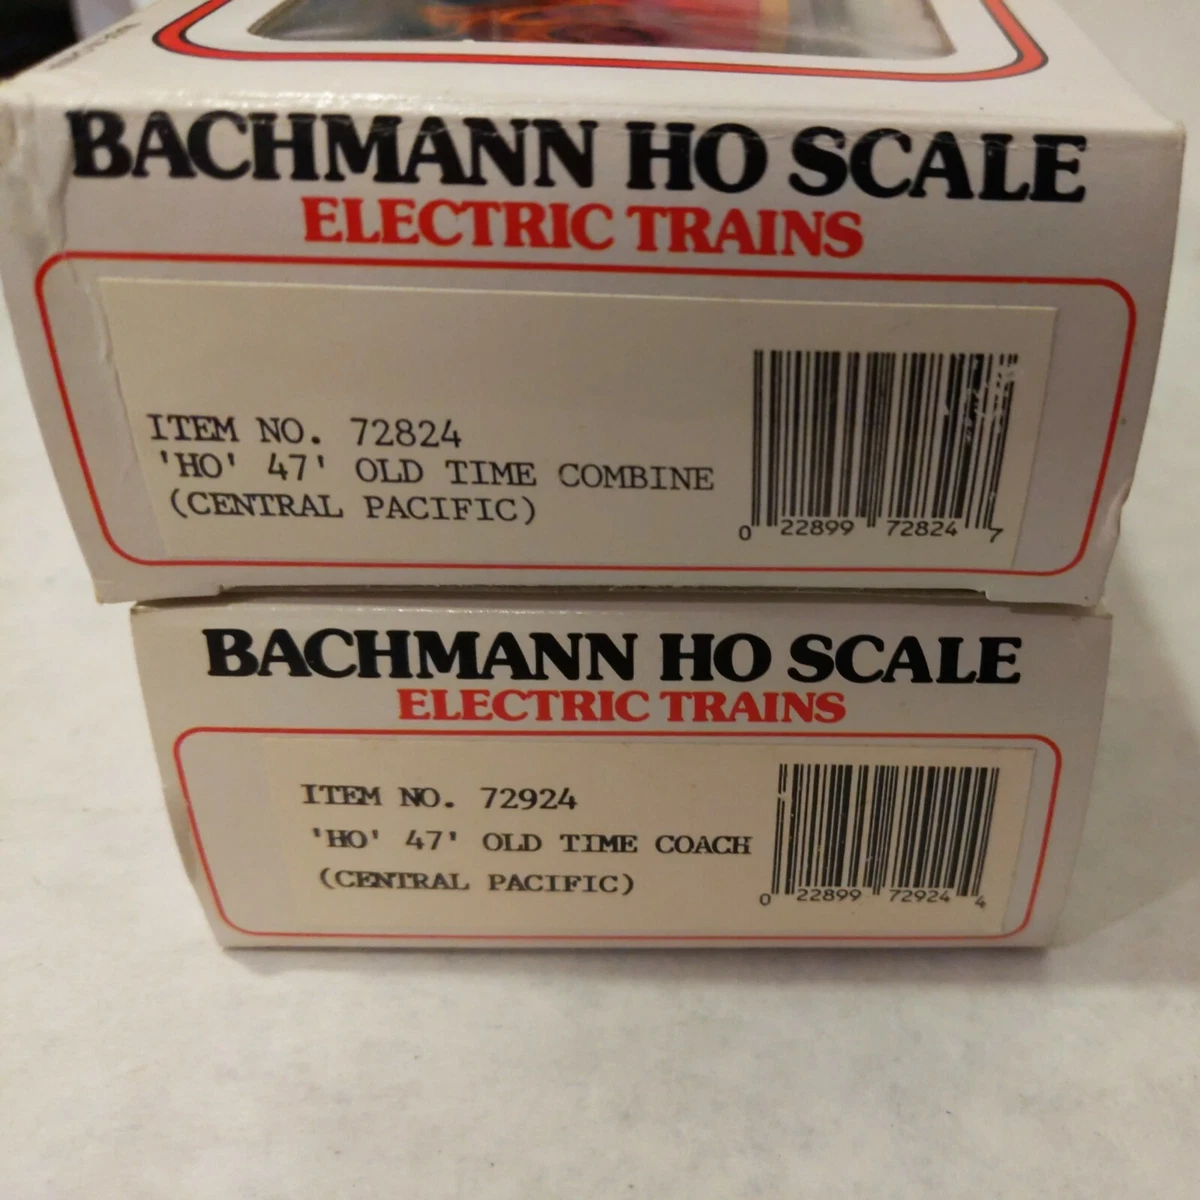 BACHMANN HO SCALE
ELECTRIC TRAINS
ITEM NO. 72824
'HO' 47' OLD TIME COMBINE
(CENTRAL PACIFIC)
0 22899 72824 7
BACHMANN HO SCALE
ELECTRIC TRAINS
ITEM NO. 72924
'HO' 47' OLD TIME COACH
(CENTRAL PACIFIC)
0 22899 72924 4